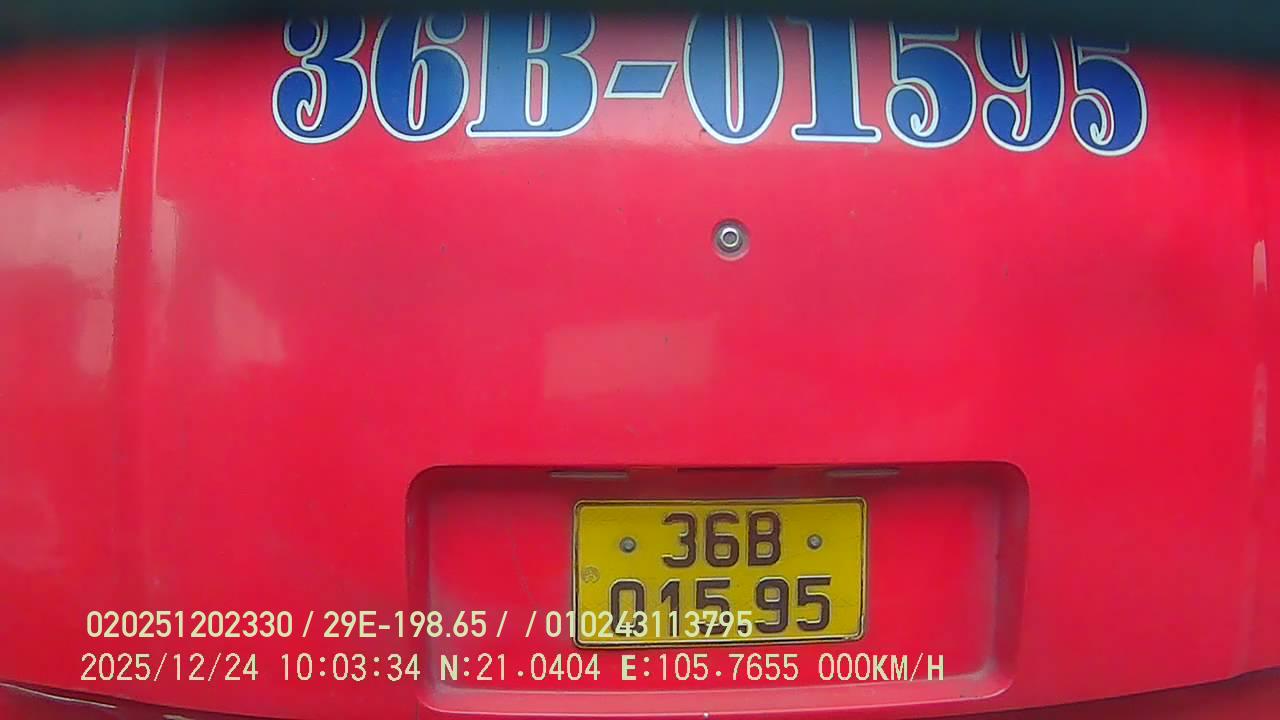 36B-01595
36B
015.95
020251202330 / 29E-198.65 / / 010243113795
2025/12/24 10:03:34 N:21.0404 E:105.7655 000KM/H